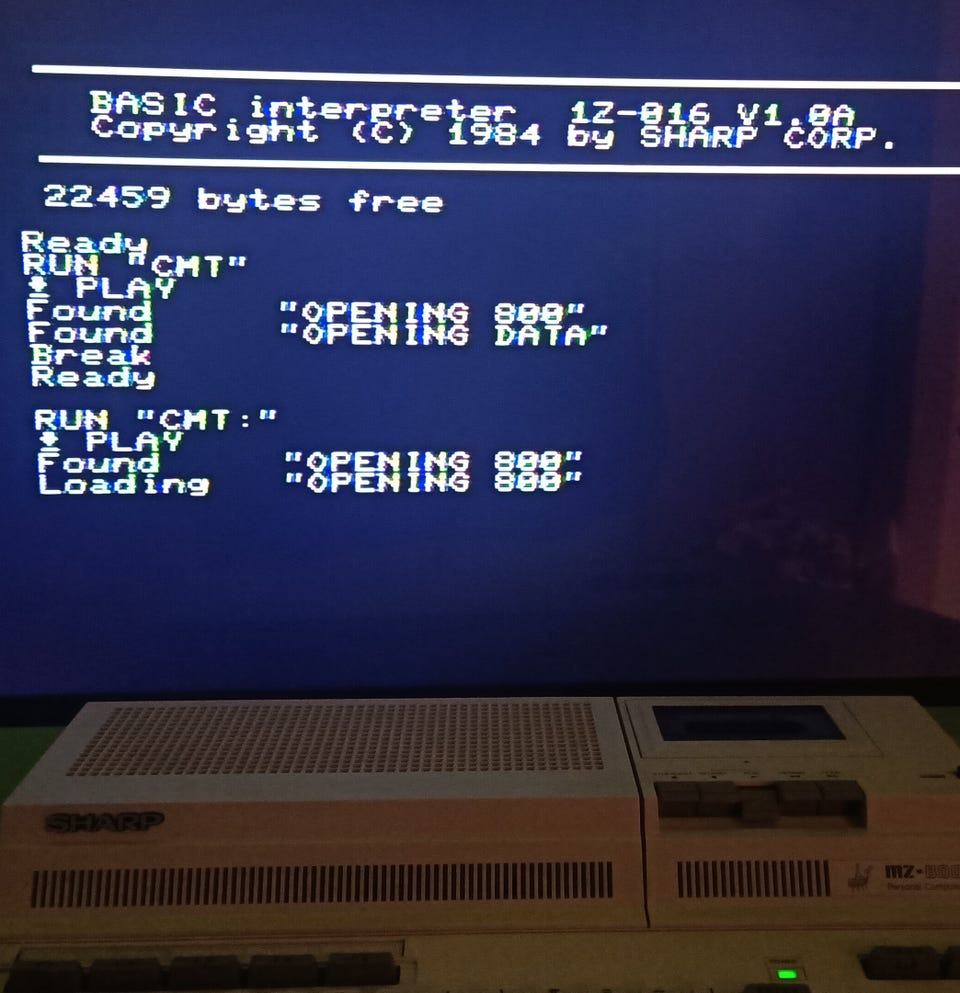 BASIC interpreter 1Z-016 V1.0A
Copyright (C) 1984 by SHARP CORP.
22459 bytes free
Ready
RUN "CMT"
PLAY
Found "OPENING 800"
Found "OPENING DATA"
Break
Ready
RUN "CMT:"
PLAY
Found "OPENING 800"
Loading "OPENING 800"
SHARP
mz-800
Personal Compute